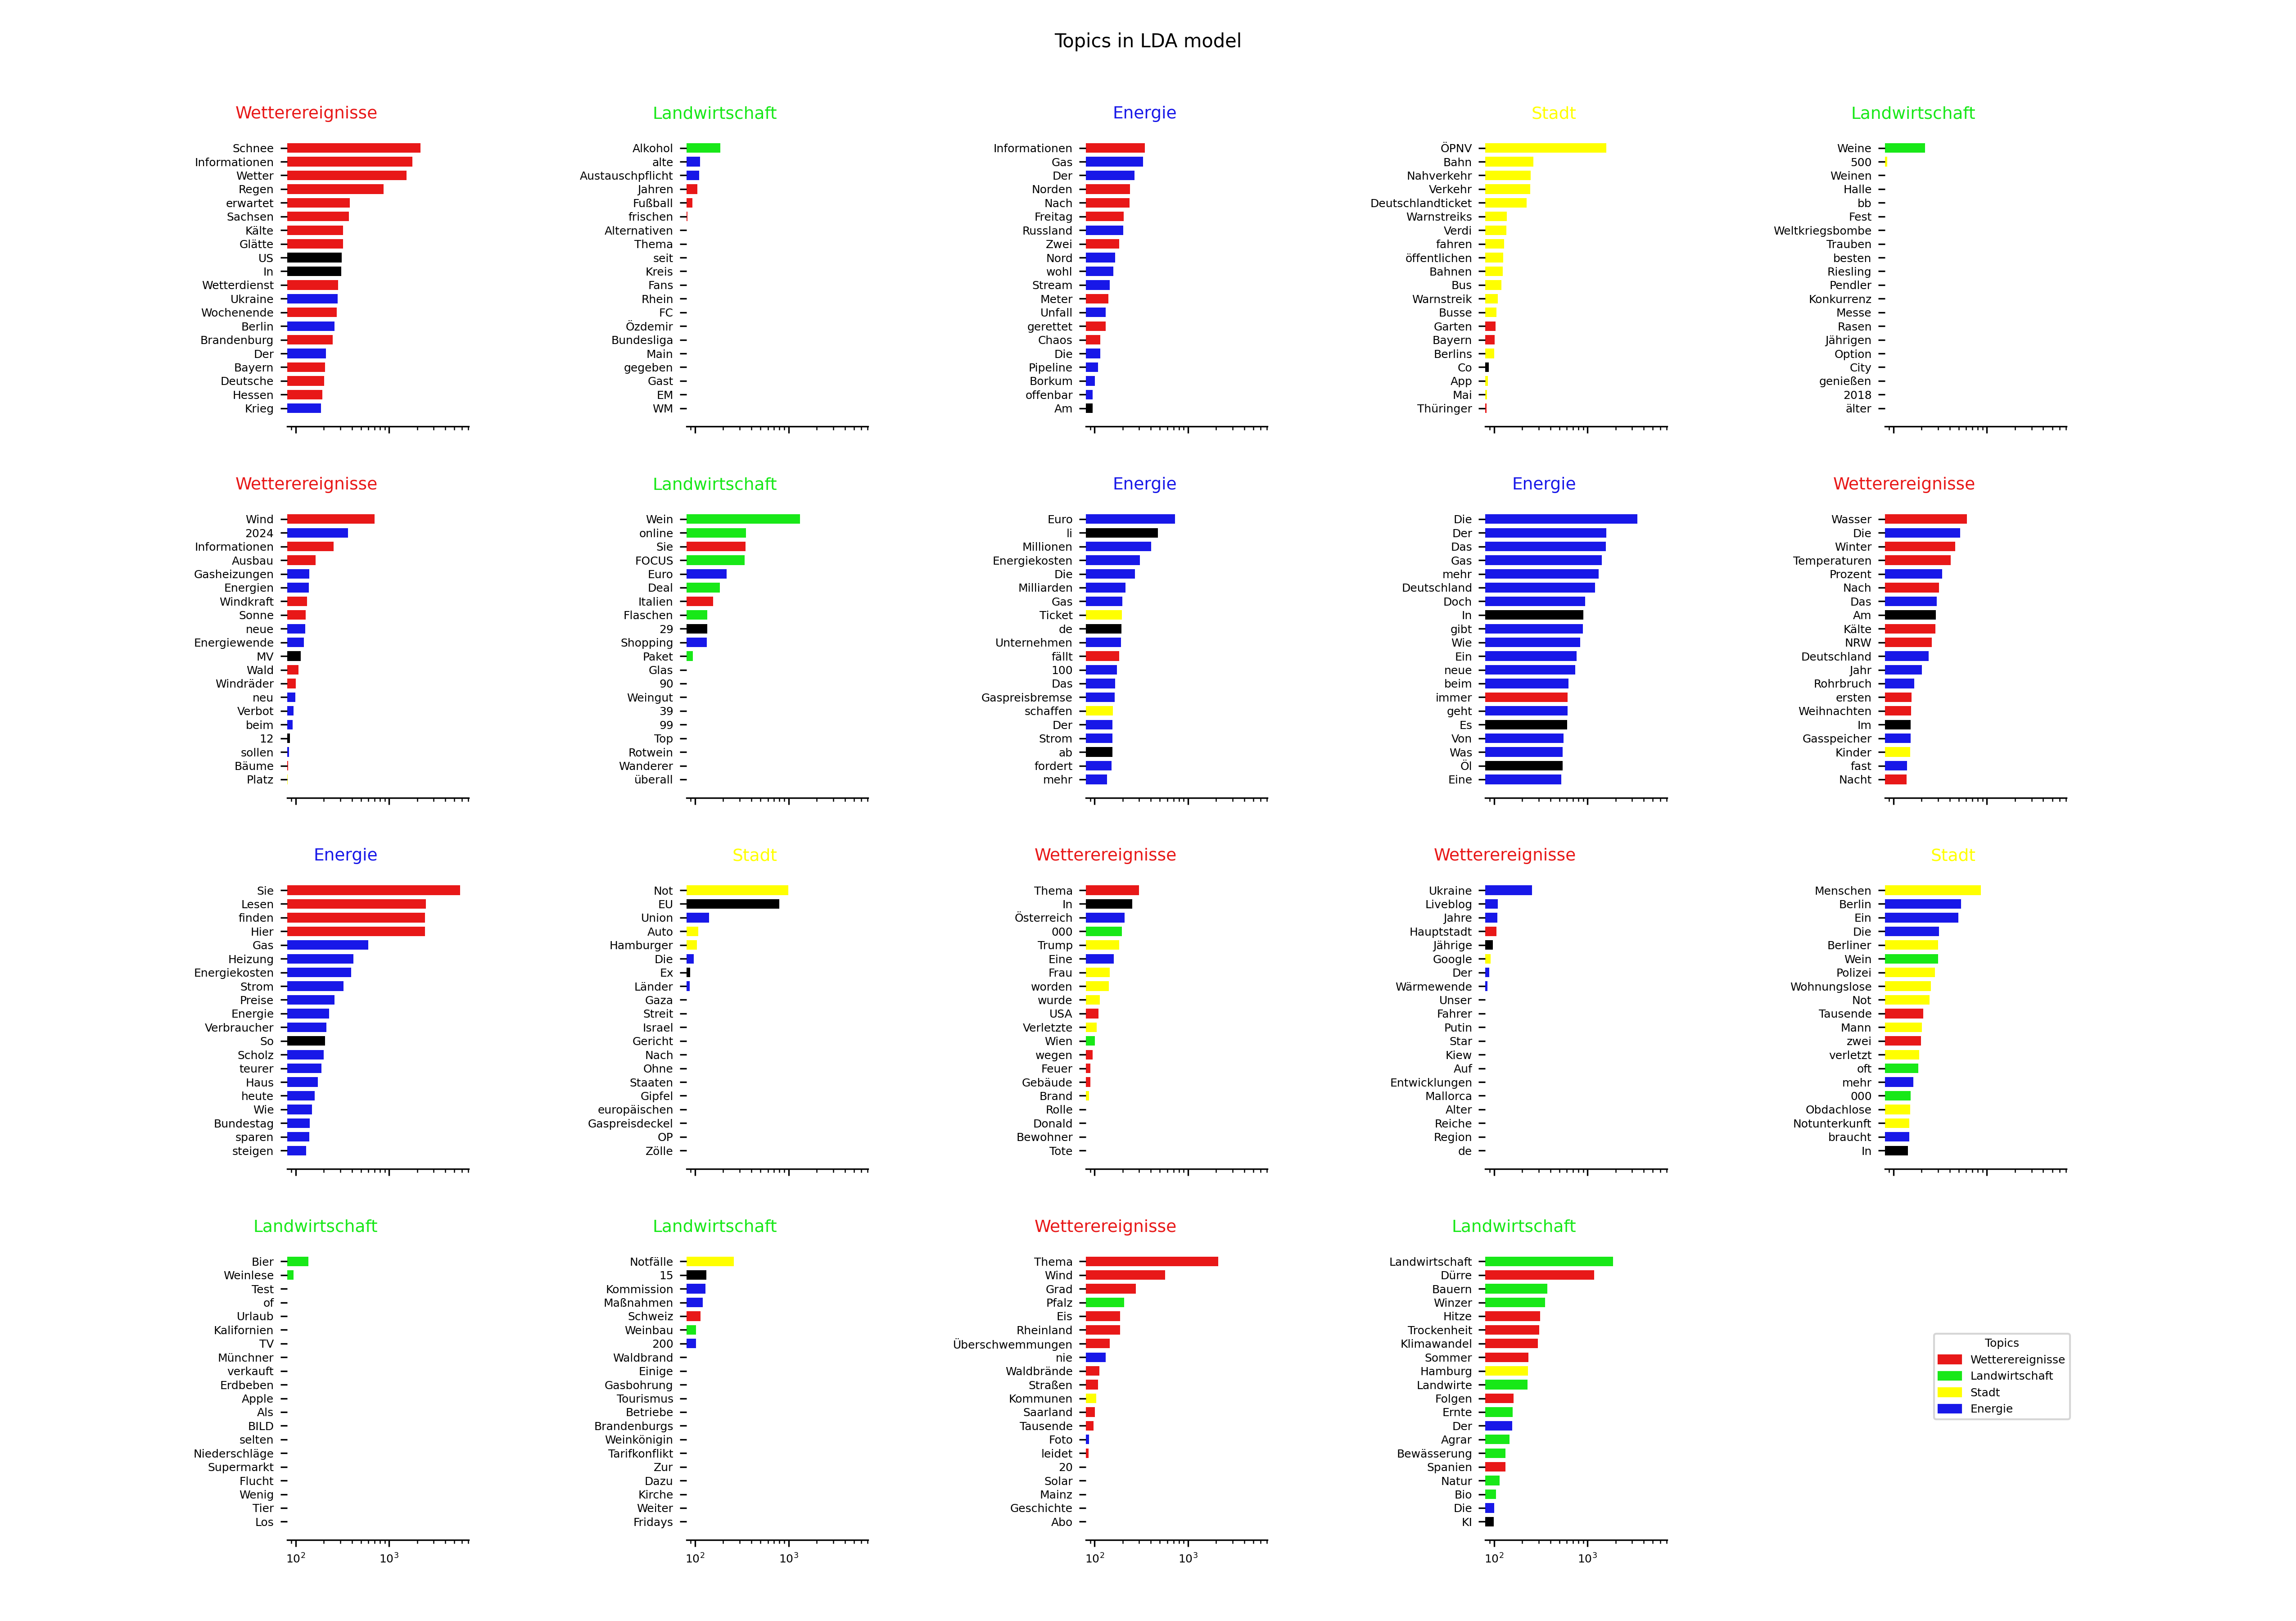 Topics in LDA model
Wetterereignisse
Schnee
Informationen
Wetter
Regen
erwartet
Sachsen
Kälte
Glätte
US
In
Wetterdienst
Ukraine
Wochenende
Berlin
Brandenburg
Der
Bayern
Deutsche
Hessen
Krieg
Landwirtschaft
Alkohol
alte
Austauschpflicht
Jahren
Fußball
frischen
Alternativen
Thema
seit
Kreis
Fans
Rhein
FC
Özdemir
Bundesliga
Main
gegeben
Gast
EM
WM
Energie
Informationen
Gas
Der
Norden
Nach
Freitag
Russland
Zwei
Nord
wohl
Stream
Meter
Unfall
gerettet
Chaos
Die
Pipeline
Borkum
offenbar
Am
Stadt
ÖPNV
Bahn
Nahverkehr
Verkehr
Deutschlandticket
Warnstreiks
Verdi
fahren
öffentlichen
Bahnen
Bus
Warnstreik
Busse
Garten
Bayern
Berlins
Co
App
Mai
Thüringer
Landwirtschaft
Weine
500
Weinen
Halle
bb
Fest
Weltkriegsbombe
Trauben
besten
Riesling
Pendler
Konkurrenz
Messe
Rasen
Jährigen
Option
City
genießen
2018
älter
Wetterereignisse
Wind
2024
Informationen
Ausbau
Gasheizungen
Energien
Windkraft
Sonne
neue
Energiewende
MV
Wald
Windräder
neu
Verbot
beim
12
sollen
Bäume
Platz
Landwirtschaft
Wein
online
Sie
FOCUS
Euro
Deal
Italien
Flaschen
29
Shopping
Paket
Glas
90
Weingut
39
99
Top
Rotwein
Wanderer
überall
Energie
Euro
li
Millionen
Energiekosten
Die
Milliarden
Gas
Ticket
de
Unternehmen
fällt
100
Das
Gaspreisbremse
schaffen
Der
Strom
ab
fordert
mehr
Energie
Die
Der
Das
Gas
mehr
Deutschland
Doch
In
gibt
Wie
Ein
neue
beim
immer
geht
Es
Von
Was
Öl
Eine
Wetterereignisse
Wasser
Die
Winter
Temperaturen
Prozent
Nach
Das
Am
Kälte
NRW
Deutschland
Jahr
Rohrbruch
ersten
Weihnachten
Im
Gasspeicher
Kinder
fast
Nacht
Energie
Sie
Lesen
finden
Hier
Gas
Heizung
Energiekosten
Strom
Preise
Energie
Verbraucher
So
Scholz
teurer
Haus
heute
Wie
Bundestag
sparen
steigen
Stadt
Not
EU
Union
Auto
Hamburger
Die
Ex
Länder
Gaza
Streit
Israel
Gericht
Nach
Ohne
Staaten
Gipfel
europäischen
Gaspreisdeckel
OP
Zölle
Wetterereignisse
Thema
In
Österreich
000
Trump
Eine
Frau
worden
wurde
USA
Verletzte
Wien
wegen
Feuer
Gebäude
Brand
Rolle
Donald
Bewohner
Tote
Wetterereignisse
Ukraine
Liveblog
Jahre
Hauptstadt
Jährige
Google
Der
Wärmewende
Unser
Fahrer
Putin
Star
Kiew
Auf
Entwicklungen
Mallorca
Alter
Reiche
Region
de
Stadt
Menschen
Berlin
Ein
Die
Berliner
Wein
Polizei
Wohnungslose
Not
Tausende
Mann
zwei
verletzt
oft
mehr
000
Obdachlose
Notunterkunft
braucht
In
Landwirtschaft
Bier
Weinlese
Test
of
Urlaub
Kalifornien
TV
Münchner
verkauft
Erdbeben
Apple
Als
BILD
selten
Niederschläge
Supermarkt
Flucht
Wenig
Tier
Los
10²
10³
Landwirtschaft
Notfälle
15
Kommission
Maßnahmen
Schweiz
Weinbau
200
Waldbrand
Einige
Gasbohrung
Tourismus
Betriebe
Brandenburgs
Weinkönigin
Tarifkonflikt
Zur
Dazu
Kirche
Weiter
Fridays
10²
10³
Wetterereignisse
Thema
Wind
Grad
Pfalz
Eis
Rheinland
Überschwemmungen
nie
Waldbrände
Straßen
Kommunen
Saarland
Tausende
Foto
leidet
20
Solar
Mainz
Geschichte
Abo
10²
10³
Landwirtschaft
Landwirtschaft
Dürre
Bauern
Winzer
Hitze
Trockenheit
Klimawandel
Sommer
Hamburg
Landwirte
Folgen
Ernte
Der
Agrar
Bewässerung
Spanien
Natur
Bio
Die
KI
10²
10³
Topics
Wetterereignisse
Landwirtschaft
Stadt
Energie